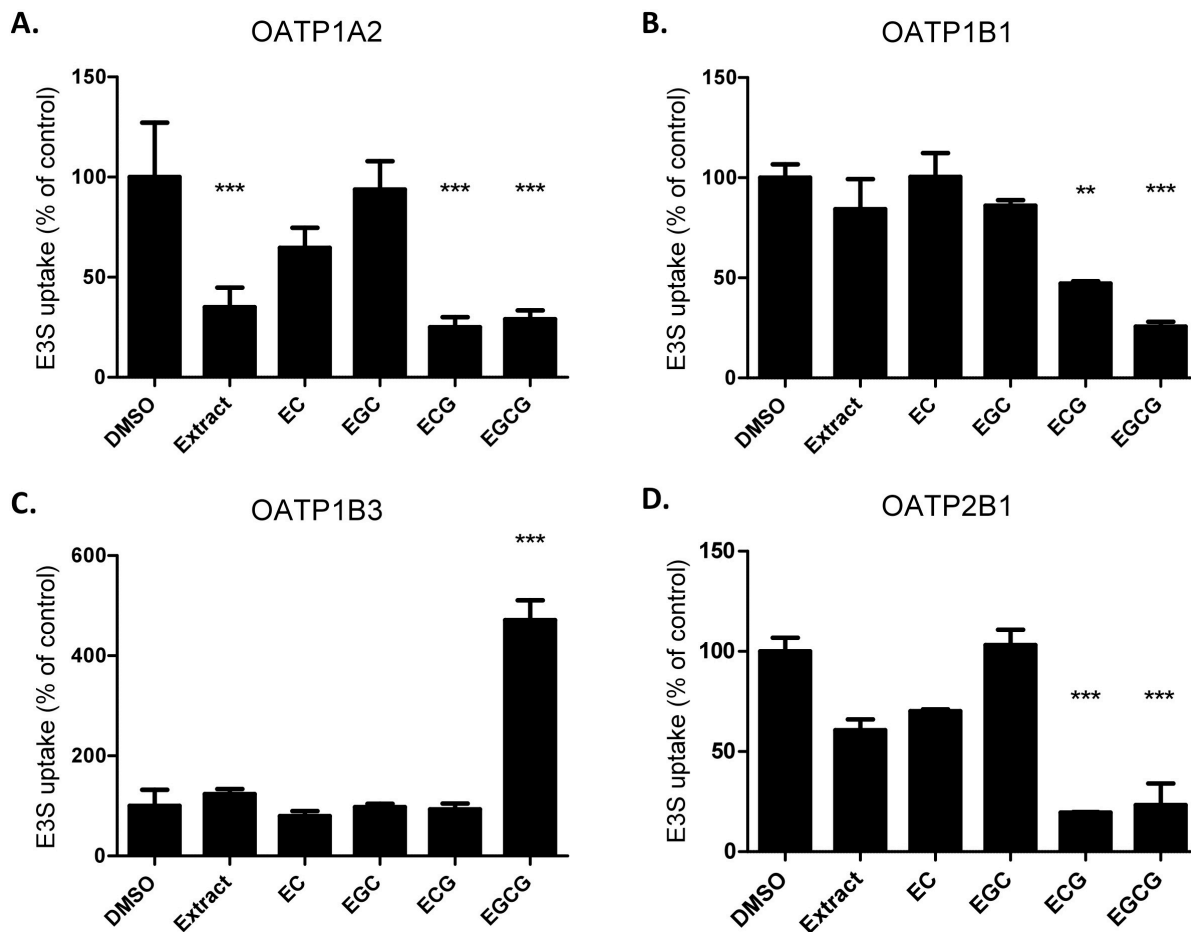 A.
OATP1A2
E3S uptake (% of control)
150
100
50
0
***
***
***
DMSO
Extract
EC
EGC
ECG
EGCG
B.
OATP1B1
E3S uptake (% of control)
150
100
50
0
**
***
DMSO
Extract
EC
EGC
ECG
EGCG
C.
OATP1B3
E3S uptake (% of control)
600
400
200
0
***
DMSO
Extract
EC
EGC
ECG
EGCG
D.
OATP2B1
E3S uptake (% of control)
150
100
50
0
***
***
DMSO
Extract
EC
EGC
ECG
EGCG